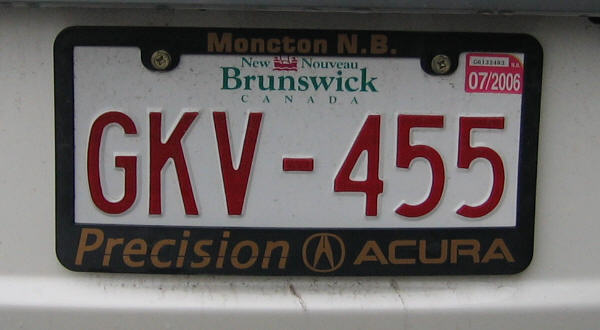 Moncton N.B.
New Nouveau
Brunswick
CANADA
07/2006
GKV-455
Precision ACURA